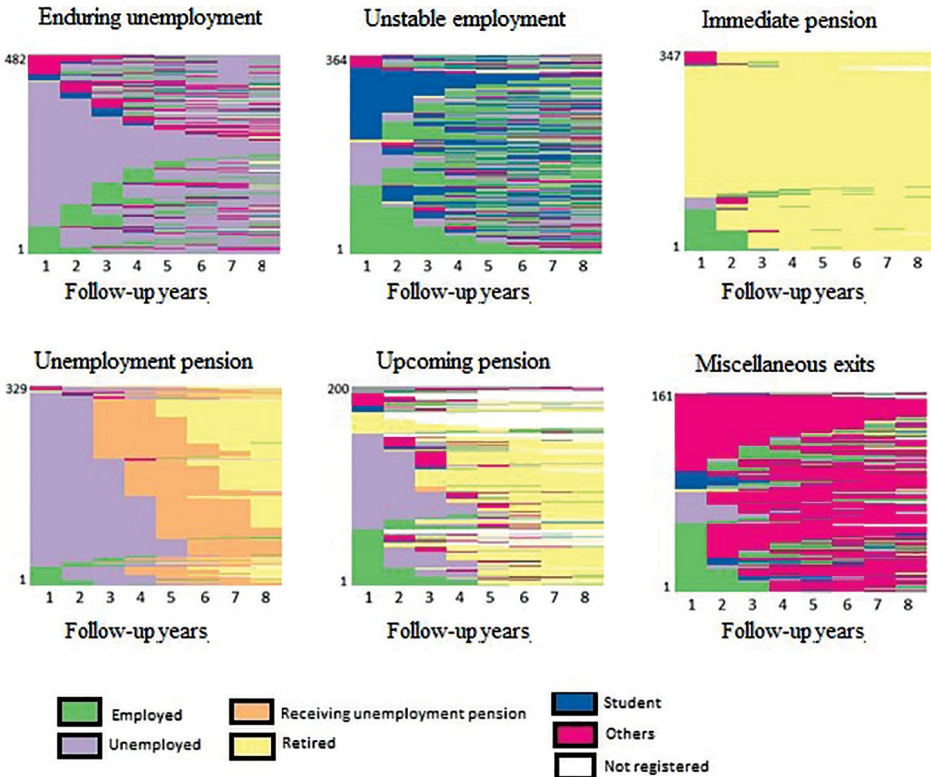 Enduring unemployment
482
1
1 2 3 4 5 6 7 8
Follow-up years
Unstable employment
364
1
1 2 3 4 5 6 7 8
Follow-up years
Immediate pension
347
1
1 2 3 4 5 6 7 8
Follow-up years
Unemployment pension
329
1
1 2 3 4 5 6 7 8
Follow-up years
Upcoming pension
200
1
1 2 3 4 5 6 7 8
Follow-up years
Miscellaneous exits
161
1
1 2 3 4 5 6 7 8
Follow-up years
Employed
Unemployed
Receiving unemployment pension
Retired
Student
Others
Not registered